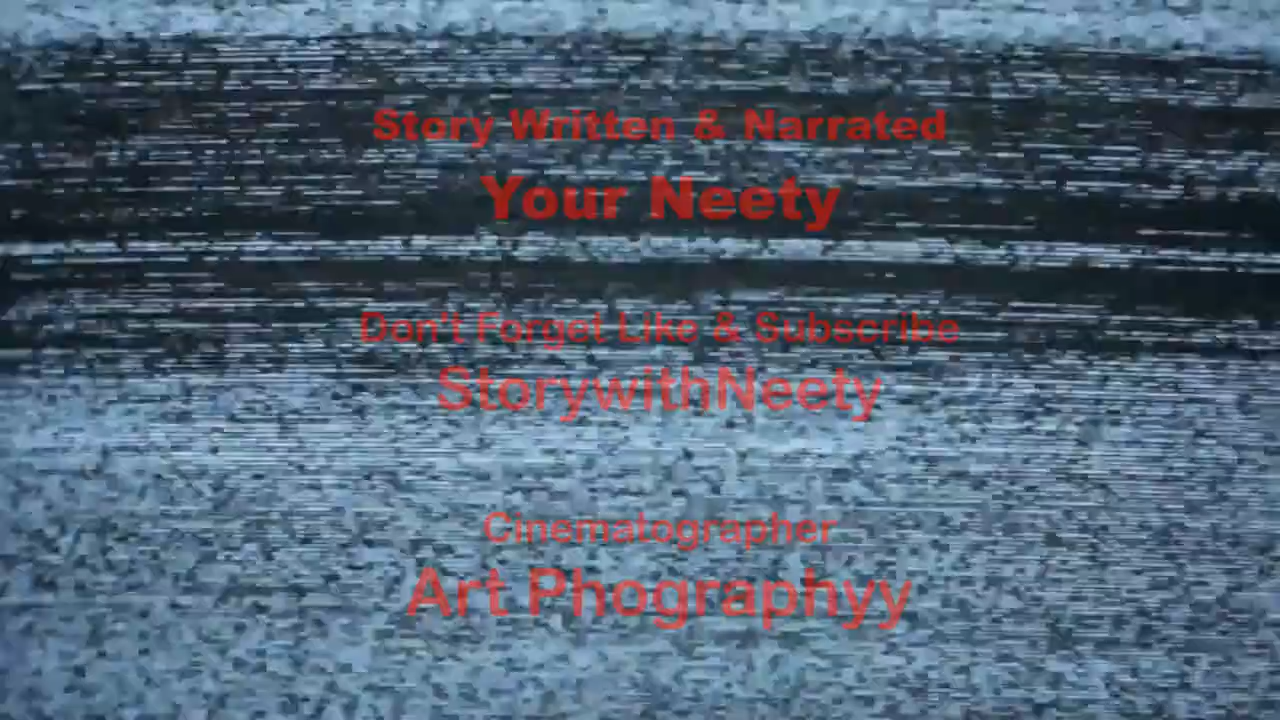 Story Written & Narrated
Your Neety
Don't Forget Like & Subscribe
StorywithNeety
Cinematographer
Art Phographyy